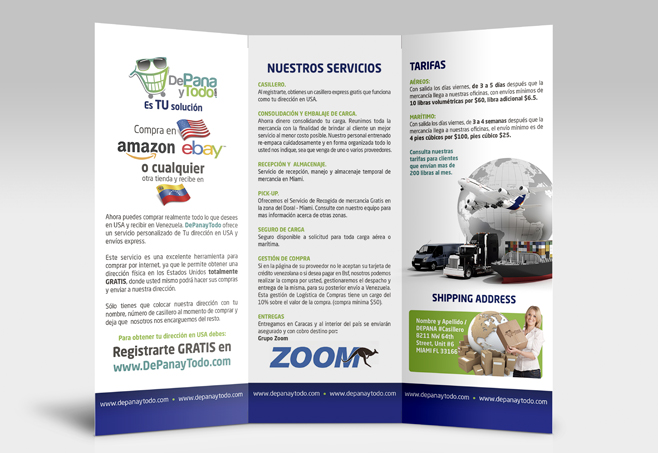 DePana
y Todo
.COM
Es TU solución
Compra en
amazon ebay
o cualquier
otra tienda y recibe en
Ahora puedes comprar realmente todo lo que desees
en USA y recibir en Venezuela. DePanayTodo ofrece
un servicio personalizado de Tu dirección en USA y
envíos express.
Este servicio es una excelente herramienta para
comprar por internet, ya que le permite obtener una
dirección física en los Estados Unidos totalmente
GRATIS, donde usted mismo podrá hacer sus compras
y enviar a nuestra dirección.
Sólo tienes que colocar nuestra dirección con tu
nombre, número de casillero al momento de comprar y
deja que nosotros nos encarguemos del resto.
Para obtener tu dirección en USA debes:
Registrarte GRATIS en
www.DePanayTodo.com
www.depanaytodo.com • www.depanaytodo.com
NUESTROS SERVICIOS
CASILLERO.
Al registrarte, obtienes un casillero express gratis que funciona
como tu dirección en USA.
CONSOLIDACIÓN Y EMBALAJE DE CARGA.
Ahorra dinero consolidando tu carga. Reunimos toda la
mercancía con la finalidad de brindar al cliente un mejor
servicio al menor costo posible. Nuestro personal entrenado
re-empaca cuidadosamente y en forma organizada todo lo
usted nos indique, sea que venga de uno o varios proveedores.
RECEPCIÓN Y ALMACENAJE.
Servicio de recepción, manejo y almacenaje temporal de
mercancía en Miami.
PICK-UP.
Ofrecemos el Servicio de Recogida de mercancía Gratis en
la zona del Doral - Miami. Consulte con nuestro equipo para
mas información acerca de otras zonas.
SEGURO DE CARGA
Seguro disponible a solicitud para toda carga aérea o
marítima.
GESTIÓN DE COMPRA
Si en la página de su proveedor no le aceptan su tarjeta de
crédito venezolana o si desea pagar en Bsf, nosotros podemos
realizar la compra por usted, gestionaremos el despacho y
entrega de la misma, para su posterior envío a Venezuela.
Esta gestión de Logística de Compras tiene un cargo del
10% sobre el valor de la compra. (compra mínima $50).
ENTREGAS
Entregamos en Caracas y al interior del país se enviarán
asegurado y con cobro destino por:
Grupo Zoom
ZOOM
www.depanaytodo.com • www.depanaytodo.com
TARIFAS
AÉREOS:
Con salida los días viernes, de 3 a 5 días después que la
mercancía llega a nuestras oficinas, con envíos mínimos de
10 libras volumétricas por $60, libra adicional $6.5.
MARÍTIMO:
Con salida los días viernes, de 3 a 4 semanas después que la
mercancía llega a nuestras oficinas, el envío mínimo es de
4 pies cúbicos por $100, pies cúbico $25.
Consulta nuestras
tarifas para clientes
que envían mas de
200 libras al mes.
SHIPPING ADDRESS
Nombre y Apellido /
DEPANA #Casillero
8211 NW 64th
Street, Unit #6
MIAMI FL 33166
www.depanaytodo.com • www.depanaytodo.com